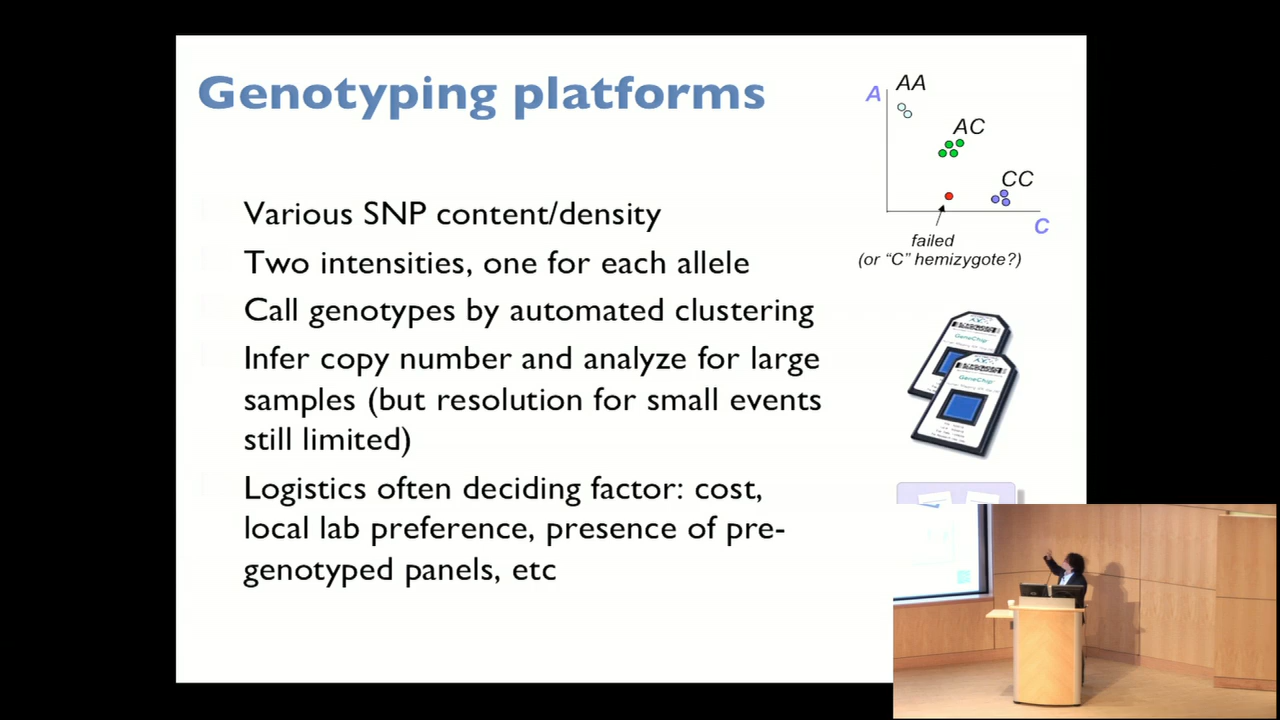 Genotyping platforms
Various SNP content/density
Two intensities, one for each allele
Call genotypes by automated clustering
Infer copy number and analyze for large
samples (but resolution for small events
still limited)
Logistics often deciding factor: cost,
local lab preference, presence of pre-
genotyped panels, etc
A
AA
AC
CC
C
failed
(or “C” hemizygote?)
GeneChip
GeneChip